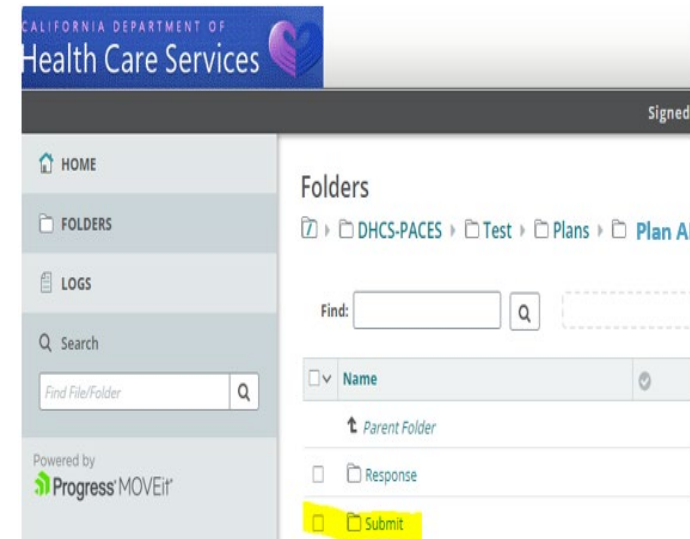 CALIFORNIA DEPARTMENT OF
Health Care Services
Signed
HOME
FOLDERS
LOGS
Search
Find File/Folder
Powered by
Progress MOVEit
Folders
DHCS-PACES Test Plans Plan
Find:
Name
Parent Folder
Response
Submit